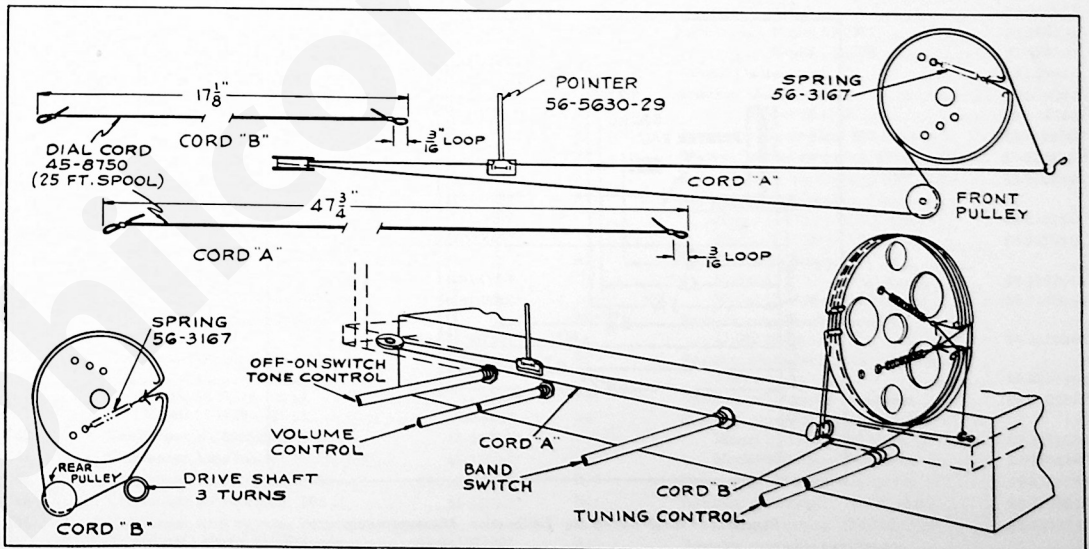 17 1/8"
CORD "B"
3/16" LOOP
DIAL CORD
45-8750
(25 FT. SPOOL)
POINTER
56-5630-29
SPRING
56-3167
CORD "A"
FRONT
PULLEY
47 3/4
CORD "A"
3/16 LOOP
SPRING
56-3167
REAR
PULLEY
DRIVE SHAFT
3 TURNS
CORD "B"
OFF-ON SWITCH
TONE CONTROL
VOLUME
CONTROL
CORD "A"
BAND
SWITCH
CORD "B"
TUNING CONTROL
philcor